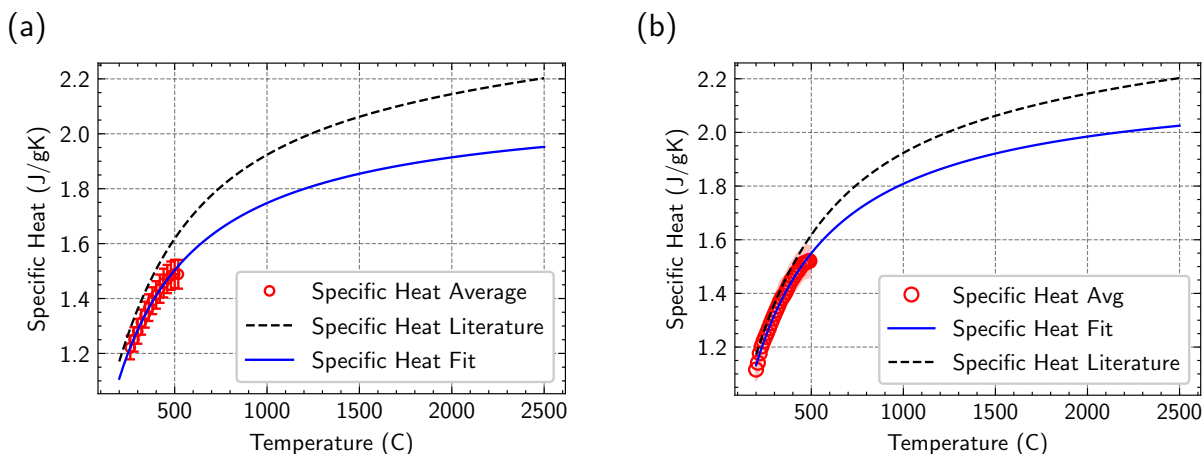 (a)
Specific Heat (J/gK)
2.2
2.0
1.8
1.6
1.4
1.2
Specific Heat Average
Specific Heat Literature
Specific Heat Fit
500 1000 1500 2000 2500
Temperature (C)
(b)
Specific Heat (J/gK)
2.2
2.0
1.8
1.6
1.4
1.2
Specific Heat Avg
Specific Heat Fit
Specific Heat Literature
500 1000 1500 2000 2500
Temperature (C)